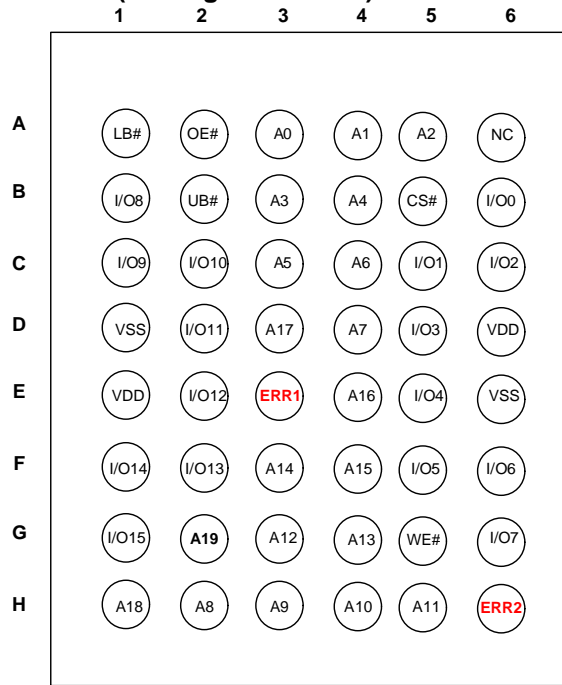 1 2 3 4 5 6
A LB# OE# A0 A1 A2 NC
B I/O8 UB# A3 A4 CS# I/O0
C I/O9 I/O10 A5 A6 I/O1 I/O2
D VSS I/O11 A17 A7 I/O3 VDD
E VDD I/O12 ERR1 A16 I/O4 VSS
F I/O14 I/O13 A14 A15 I/O5 I/O6
G I/O15 A19 A12 A13 WE# I/O7
H A18 A8 A9 A10 A11 ERR2